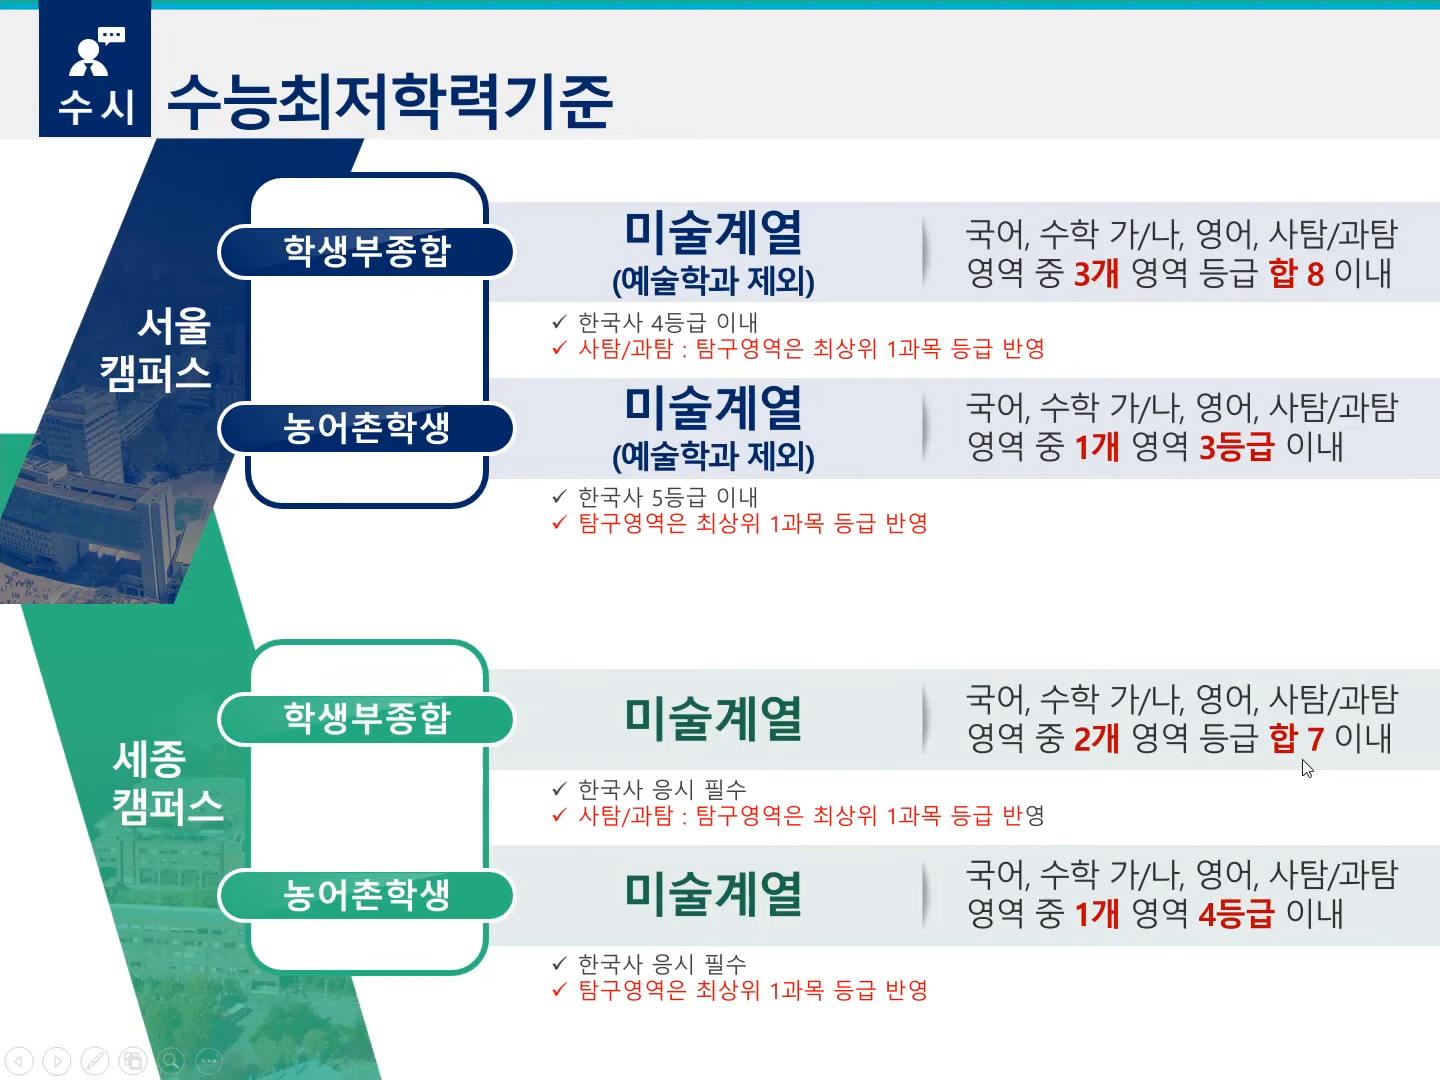 수시
수능최저학력기준
서울
캠퍼스
학생부종합
미술계열
(예술학과 제외)
국어, 수학 가/나, 영어, 사탐/과탐
영역 중 3개 영역 등급 합 8 이내
✓ 한국사 4등급 이내
✓ 사탐/과탐 : 탐구영역은 최상위 1과목 등급 반영
농어촌학생
미술계열
(예술학과 제외)
국어, 수학 가/나, 영어, 사탐/과탐
영역 중 1개 영역 3등급 이내
✓ 한국사 5등급 이내
✓ 탐구영역은 최상위 1과목 등급 반영
세종
캠퍼스
학생부종합
미술계열
국어, 수학 가/나, 영어, 사탐/과탐
영역 중 2개 영역 등급 합 7 이내
✓ 한국사 응시 필수
✓ 사탐/과탐 : 탐구영역은 최상위 1과목 등급 반영
농어촌학생
미술계열
국어, 수학 가/나, 영어, 사탐/과탐
영역 중 1개 영역 4등급 이내
✓ 한국사 응시 필수
✓ 탐구영역은 최상위 1과목 등급 반영